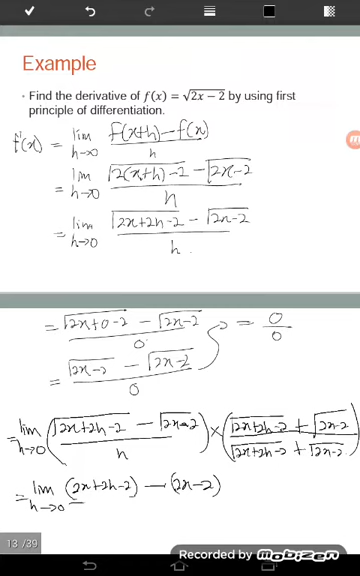 Example
• Find the derivative of f(x) = √2x − 2 by using first
principle of differentiation.
f'(x) = lim h→0 f(x+h) − f(x) / h
= lim h→0 √2(x+h)−2 − √2x−2 / h
= lim h→0 √2x+2h−2 − √2x−2 / h
= √2x+0−2 − √2x−2 / 0 = 0/0
= √2x−2 − √2x−2 / 0
= lim h→0 (√2x+2h−2 − √2x−2 / h) × (√2x+2h−2 + √2x−2 / √2x+2h−2 + √2x−2)
= lim h→0 (2x+2h−2) − (2x−2)
13 / 39
Recorded by
Mobizen